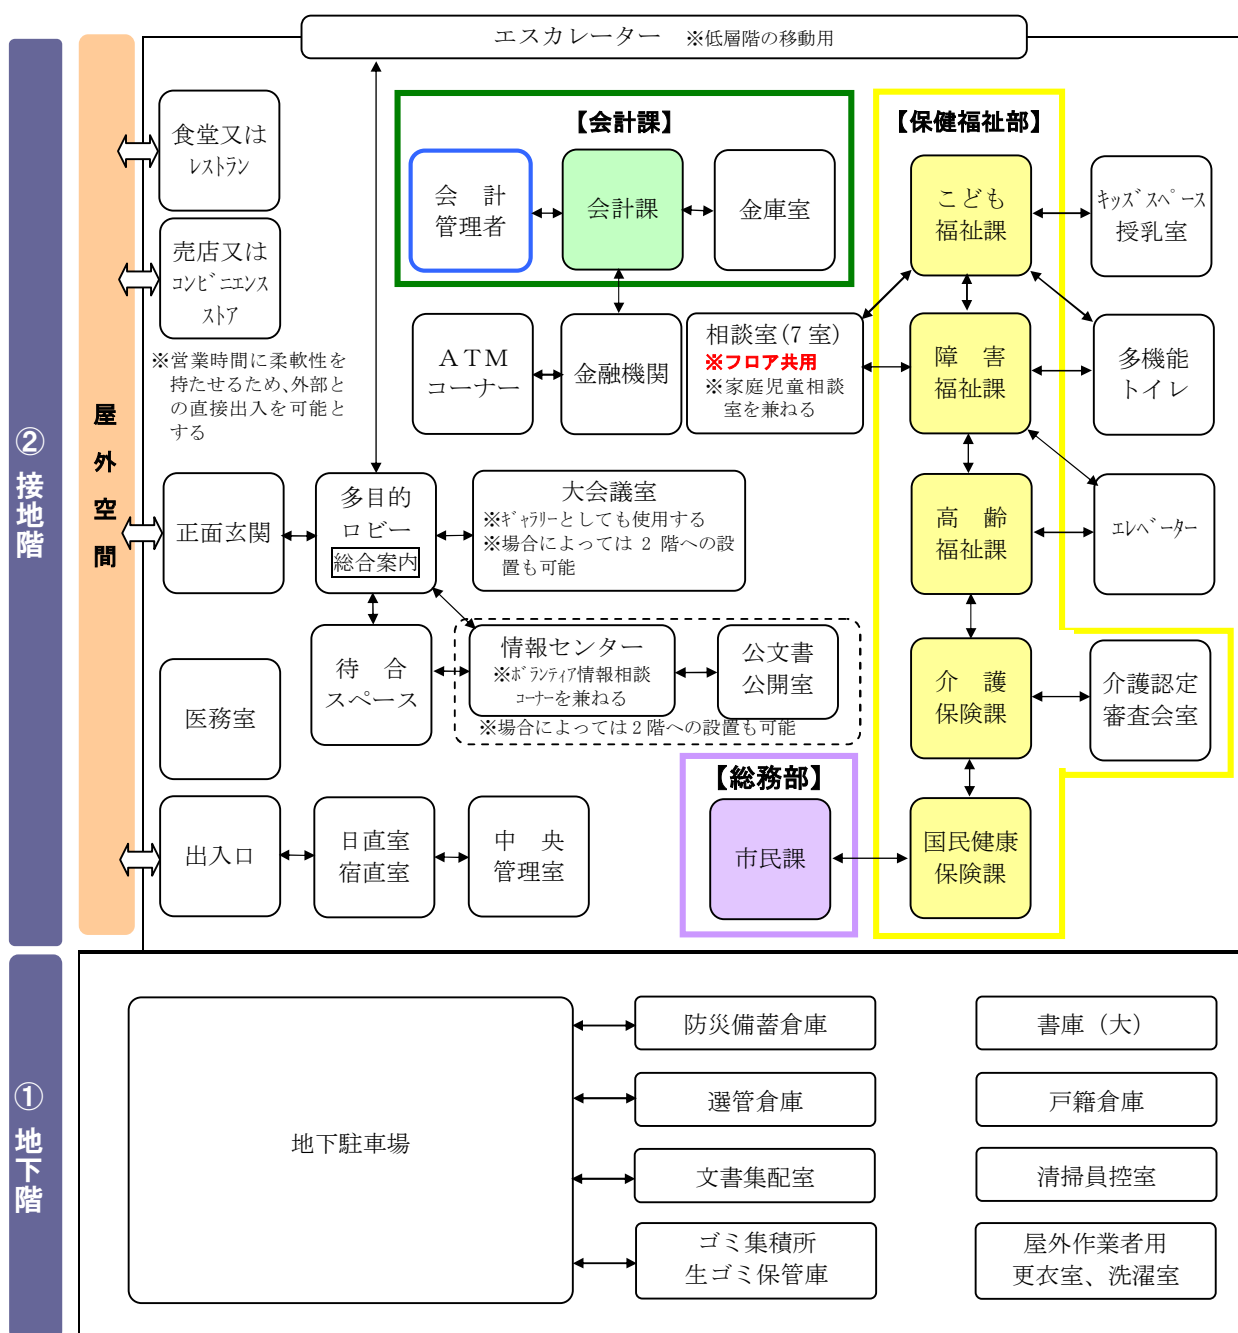 エスカレーター ※低層階の移動用
② 接地階
屋外空間
食堂又は
レストラン
売店又は
コンビニエンス
ストア
※営業時間に柔軟性を
持たせるため、外部と
の直接出入を可能と
する
【会計課】
会 計
管理者
会計課
金庫室
ATM
コーナー
金融機関
【保健福祉部】
こども
福祉課
キッズスペース
授乳室
相談室(7室)
※フロア共用
※家庭児童相談
室を兼ねる
障 害
福祉課
多機能
トイレ
正面玄関
多目的
ロビー
総合案内
大会議室
※ギャラリーとしても使用する
※場合によっては2階への設
置も可能
高 齢
福祉課
エレベーター
医務室
待 合
スペース
情報センター
※ボランティア情報相談
コーナーを兼ねる
公文書
公開室
※場合によっては2階への設置も可能
介 護
保険課
介護認定
審査会室
出入口
日直室
宿直室
中 央
管理室
【総務部】
市民課
国民健康
保険課
① 地下階
地下駐車場
防災備蓄倉庫
書庫(大)
選管倉庫
戸籍倉庫
文書集配室
清掃員控室
ゴミ集積所
生ゴミ保管庫
屋外作業者用
更衣室、洗濯室